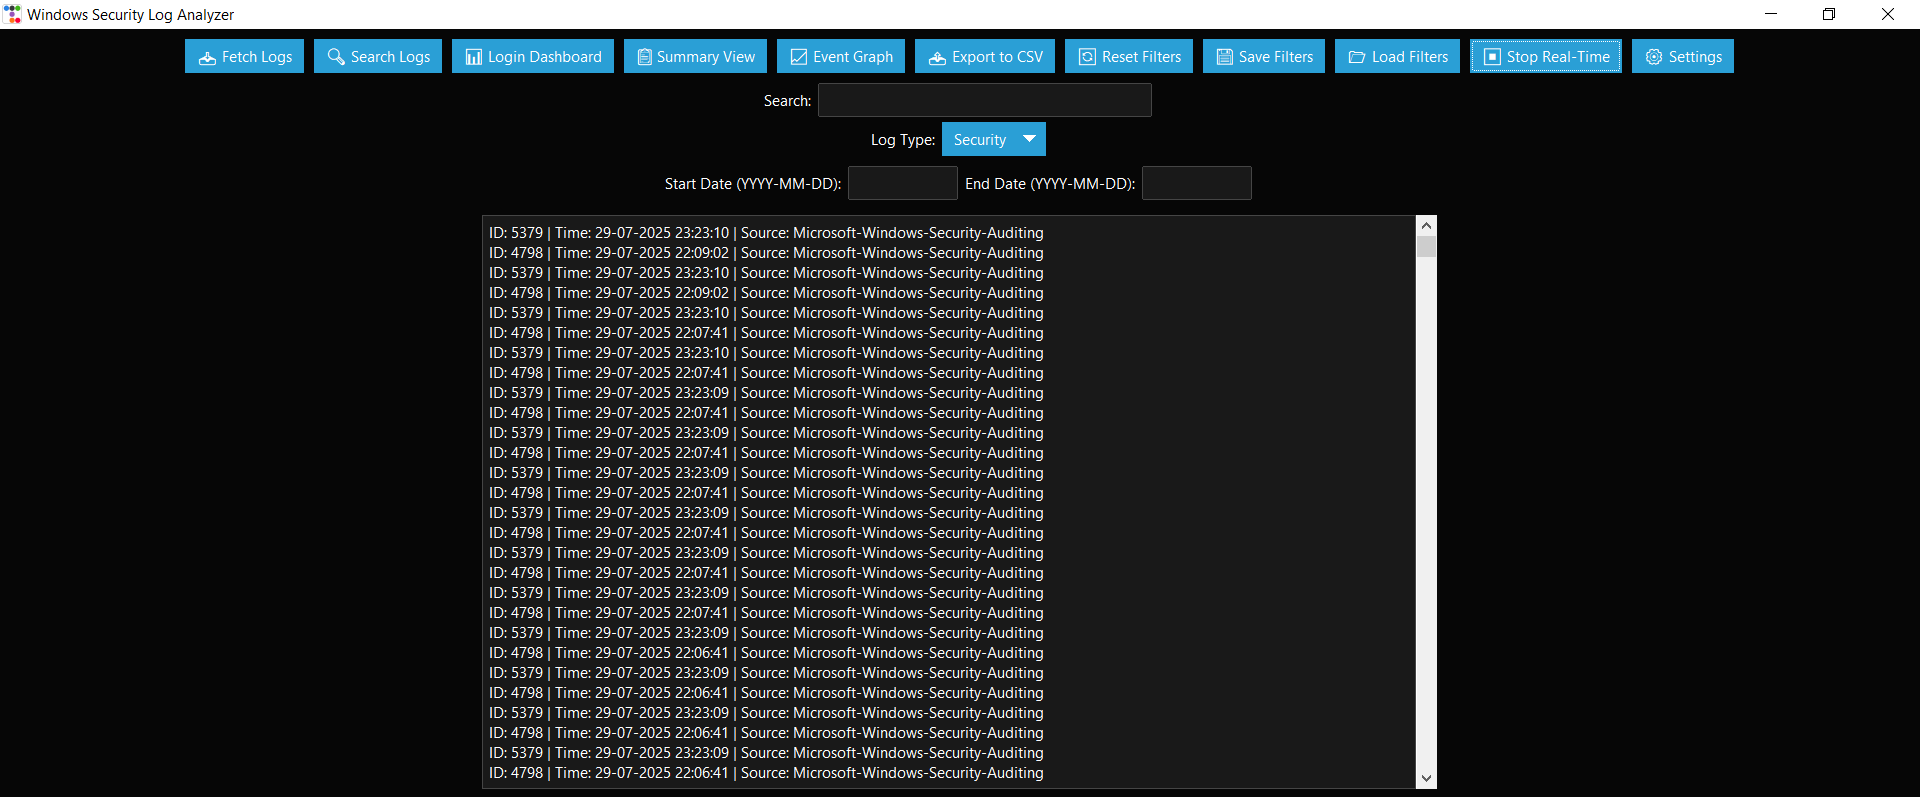 Windows Security Log Analyzer
Fetch Logs Search Logs Login Dashboard Summary View Event Graph Export to CSV Reset Filters Save Filters Load Filters Stop Real-Time Settings
Search:
Log Type: Security
Start Date (YYYY-MM-DD): End Date (YYYY-MM-DD):
ID: 5379 | Time: 29-07-2025 23:23:10 | Source: Microsoft-Windows-Security-Auditing
ID: 4798 | Time: 29-07-2025 22:09:02 | Source: Microsoft-Windows-Security-Auditing
ID: 5379 | Time: 29-07-2025 23:23:10 | Source: Microsoft-Windows-Security-Auditing
ID: 4798 | Time: 29-07-2025 22:09:02 | Source: Microsoft-Windows-Security-Auditing
ID: 5379 | Time: 29-07-2025 23:23:10 | Source: Microsoft-Windows-Security-Auditing
ID: 4798 | Time: 29-07-2025 22:07:41 | Source: Microsoft-Windows-Security-Auditing
ID: 5379 | Time: 29-07-2025 23:23:10 | Source: Microsoft-Windows-Security-Auditing
ID: 4798 | Time: 29-07-2025 22:07:41 | Source: Microsoft-Windows-Security-Auditing
ID: 5379 | Time: 29-07-2025 23:23:09 | Source: Microsoft-Windows-Security-Auditing
ID: 4798 | Time: 29-07-2025 22:07:41 | Source: Microsoft-Windows-Security-Auditing
ID: 5379 | Time: 29-07-2025 23:23:09 | Source: Microsoft-Windows-Security-Auditing
ID: 4798 | Time: 29-07-2025 22:07:41 | Source: Microsoft-Windows-Security-Auditing
ID: 5379 | Time: 29-07-2025 23:23:09 | Source: Microsoft-Windows-Security-Auditing
ID: 4798 | Time: 29-07-2025 22:07:41 | Source: Microsoft-Windows-Security-Auditing
ID: 5379 | Time: 29-07-2025 23:23:09 | Source: Microsoft-Windows-Security-Auditing
ID: 4798 | Time: 29-07-2025 22:07:41 | Source: Microsoft-Windows-Security-Auditing
ID: 5379 | Time: 29-07-2025 23:23:09 | Source: Microsoft-Windows-Security-Auditing
ID: 4798 | Time: 29-07-2025 22:07:41 | Source: Microsoft-Windows-Security-Auditing
ID: 5379 | Time: 29-07-2025 23:23:09 | Source: Microsoft-Windows-Security-Auditing
ID: 4798 | Time: 29-07-2025 22:07:41 | Source: Microsoft-Windows-Security-Auditing
ID: 5379 | Time: 29-07-2025 23:23:09 | Source: Microsoft-Windows-Security-Auditing
ID: 4798 | Time: 29-07-2025 22:06:41 | Source: Microsoft-Windows-Security-Auditing
ID: 5379 | Time: 29-07-2025 23:23:09 | Source: Microsoft-Windows-Security-Auditing
ID: 4798 | Time: 29-07-2025 22:06:41 | Source: Microsoft-Windows-Security-Auditing
ID: 5379 | Time: 29-07-2025 23:23:09 | Source: Microsoft-Windows-Security-Auditing
ID: 4798 | Time: 29-07-2025 22:06:41 | Source: Microsoft-Windows-Security-Auditing
ID: 5379 | Time: 29-07-2025 23:23:09 | Source: Microsoft-Windows-Security-Auditing
ID: 4798 | Time: 29-07-2025 22:06:41 | Source: Microsoft-Windows-Security-Auditing